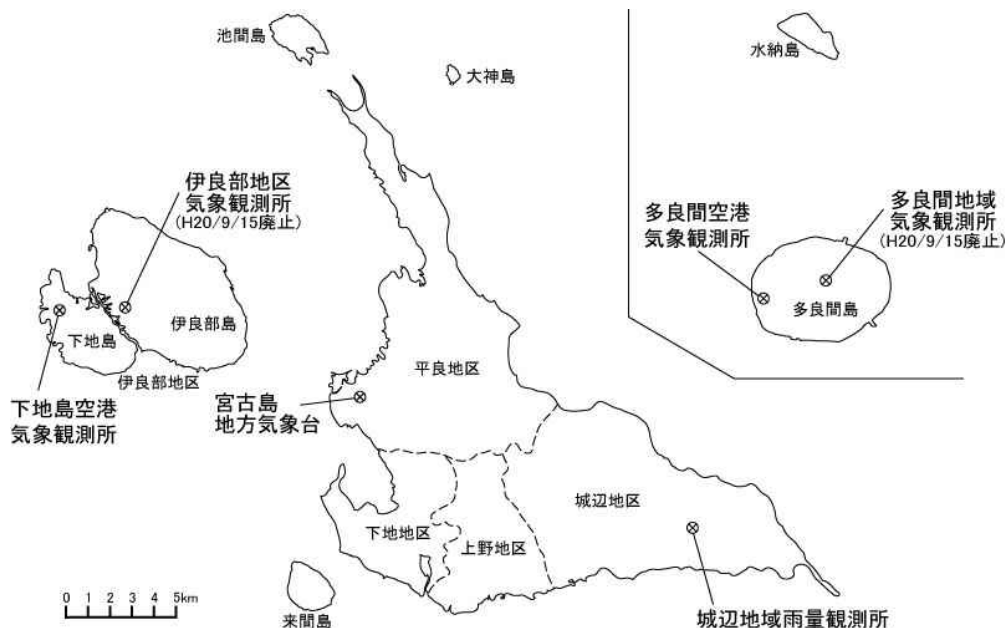 池間島
大神島
水納島
伊良部地区
気象観測所
(H20/9/15廃止)
多良間空港
気象観測所
多良間地域
気象観測所
(H20/9/15廃止)
多良間島
伊良部島
下地島
伊良部地区
平良地区
下地島空港
気象観測所
宮古島
地方気象台
城辺地区
下地地区
上野地区
0 1 2 3 4 5km
来間島
城辺地域雨量観測所